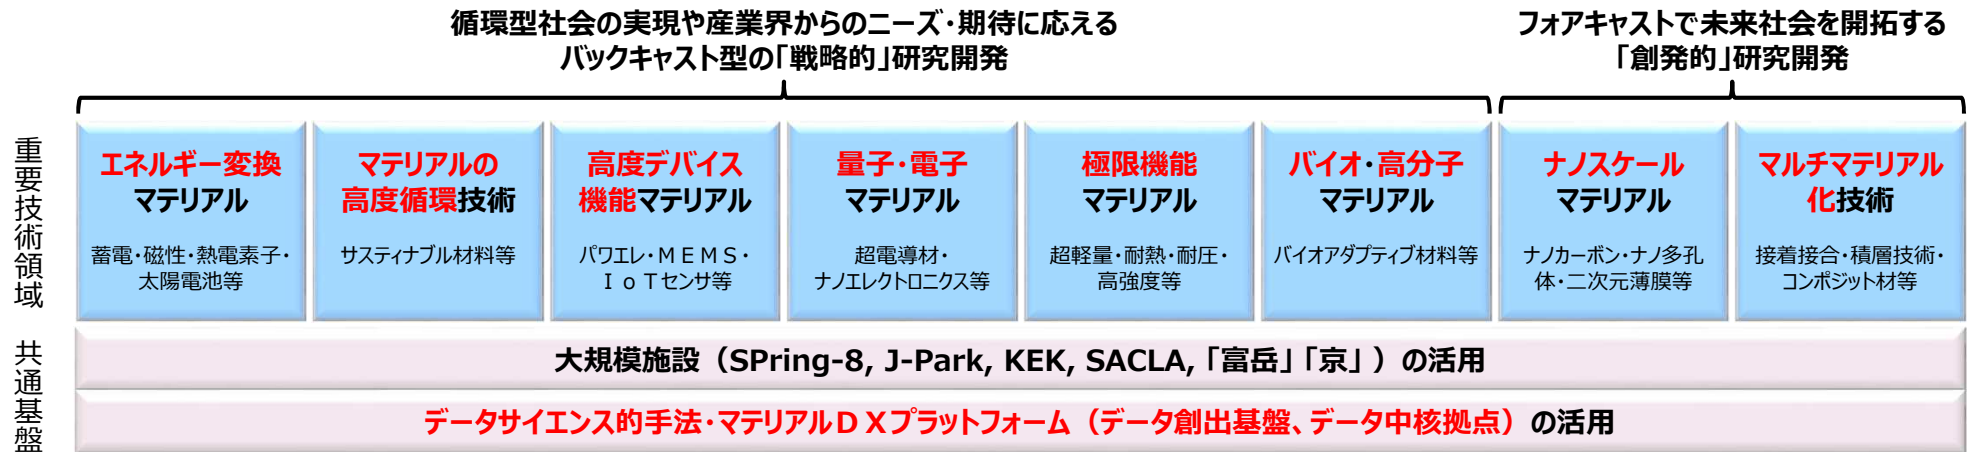 循環型社会の実現や産業界からのニーズ・期待に応える
バックキャスト型の「戦略的」研究開発
フォアキャストで未来社会を開拓する
「創発的」研究開発
重要技術領域
エネルギー変換
マテリアル
蓄電・磁性・熱電素子・
太陽電池等
マテリアルの
高度循環技術
サスティナブル材料等
高度デバイス
機能マテリアル
パワエレ・ＭＥＭＳ・
ＩｏＴセンサ等
量子・電子
マテリアル
超電導材・
ナノエレクトロニクス等
極限機能
マテリアル
超軽量・耐熱・耐圧・
高強度等
バイオ・高分子
マテリアル
バイオアダプティブ材料等
ナノスケール
マテリアル
ナノカーボン・ナノ多孔
体・二次元薄膜等
マルチマテリアル
化技術
接着接合・積層技術・
コンポジット材等
共通基盤
大規模施設（SPring-8, J-Park, KEK, SACLA, 「富岳」「京」 ）の活用
データサイエンス的手法・マテリアルＤＸプラットフォーム（データ創出基盤、データ中核拠点）の活用